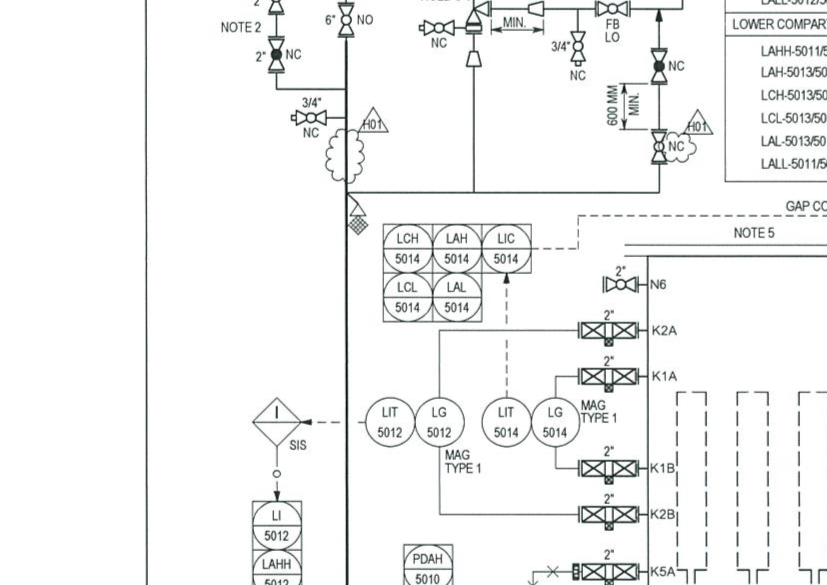 2"
6"
NO
MIN.
FB
LO
NOTE 2
NC
3/4"
NC
LOWER COMPAR
2"
NC
NC
LAHH-5011/5
3/4"
NC
H01
600 MM
MIN.
LAH-5013/50
LCH-5013/50
H01
NC
LCL-5013/50
LAL-5013/50
LALL-5011/5
GAP CO
NOTE 5
LCH
5014
LAH
5014
LIC
5014
LCL
5014
LAL
5014
2"
N6
2"
K2A
2"
K1A
I
SIS
LIT
5012
LG
5012
LIT
5014
LG
5014
MAG
TYPE 1
MAG
TYPE 1
2"
K1B
2"
K2B
LI
5012
LAHH
5012
PDAH
5010
2"
K5A